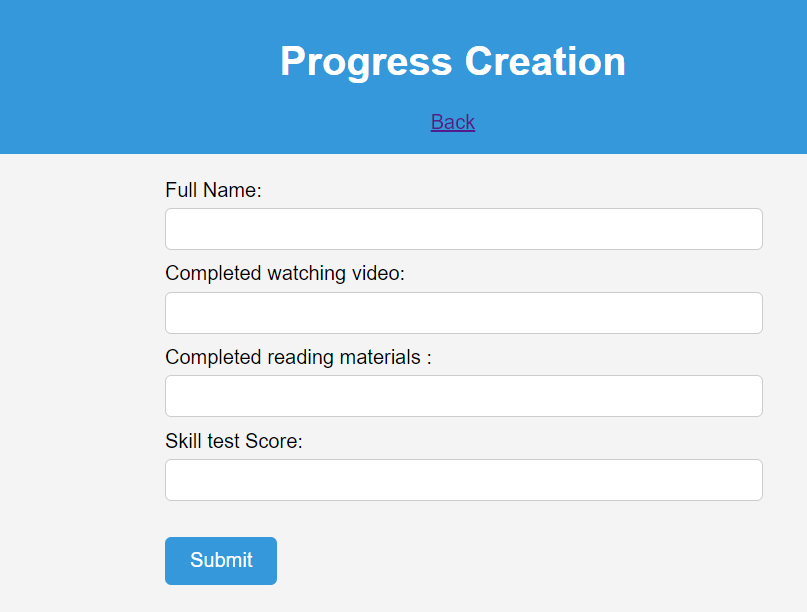 Progress Creation
Back
Full Name:
Completed watching video:
Completed reading materials :
Skill test Score:
Submit